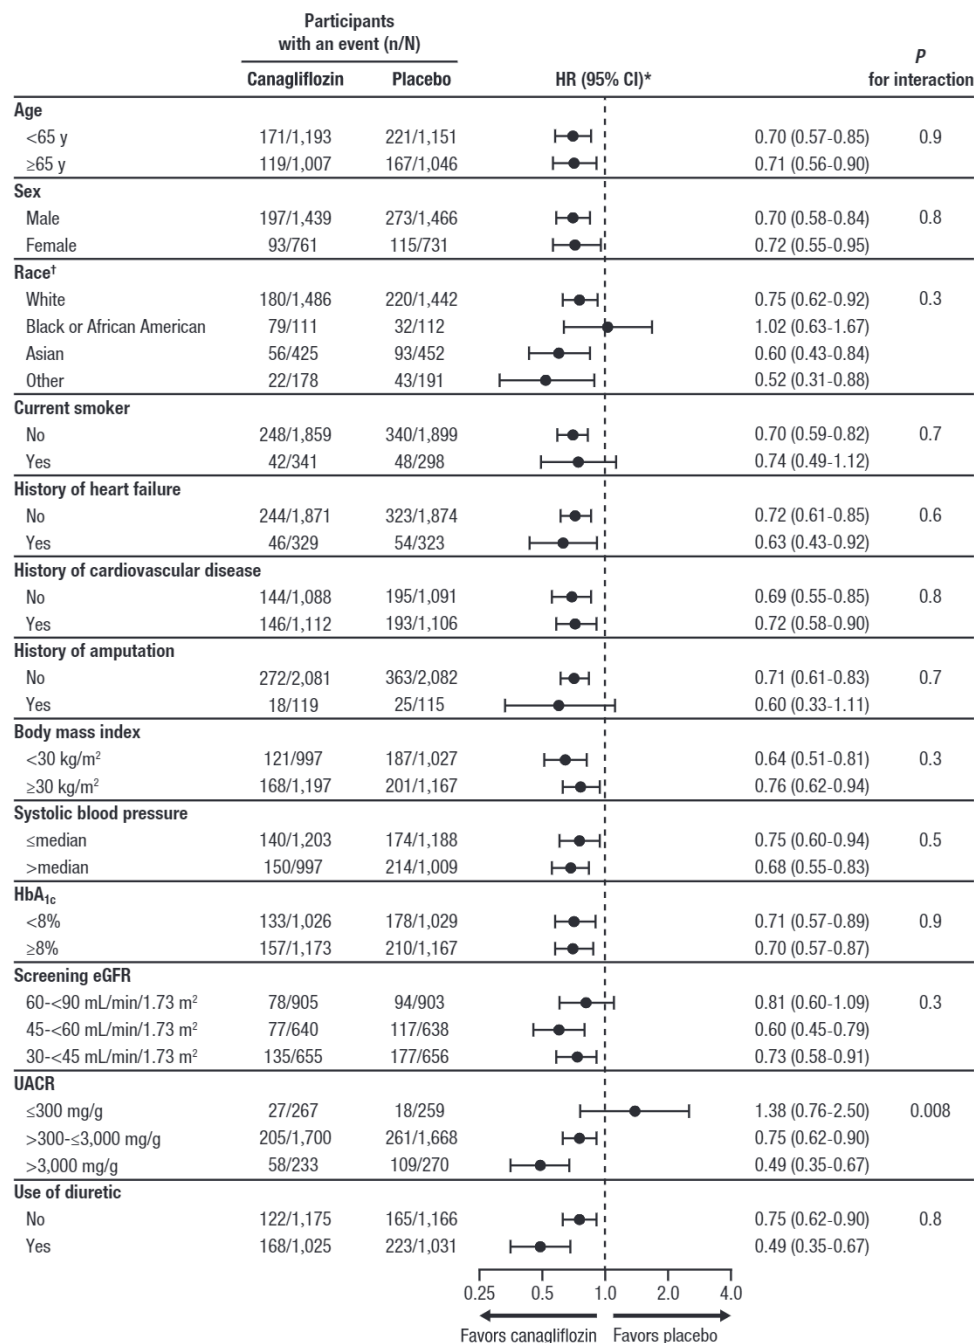 Participants
with an event (n/N)
P
Canagliflozin Placebo HR (95% CI)* for interaction
Age
<65 y 171/1,193 221/1,151 0.70 (0.57-0.85) 0.9
≥65 y 119/1,007 167/1,046 0.71 (0.56-0.90)
Sex
Male 197/1,439 273/1,466 0.70 (0.58-0.84) 0.8
Female 93/761 115/731 0.72 (0.55-0.95)
Race†
White 180/1,486 220/1,442 0.75 (0.62-0.92) 0.3
Black or African American 79/111 32/112 1.02 (0.63-1.67)
Asian 56/425 93/452 0.60 (0.43-0.84)
Other 22/178 43/191 0.52 (0.31-0.88)
Current smoker
No 248/1,859 340/1,899 0.70 (0.59-0.82) 0.7
Yes 42/341 48/298 0.74 (0.49-1.12)
History of heart failure
No 244/1,871 323/1,874 0.72 (0.61-0.85) 0.6
Yes 46/329 54/323 0.63 (0.43-0.92)
History of cardiovascular disease
No 144/1,088 195/1,091 0.69 (0.55-0.85) 0.8
Yes 146/1,112 193/1,106 0.72 (0.58-0.90)
History of amputation
No 272/2,081 363/2,082 0.71 (0.61-0.83) 0.7
Yes 18/119 25/115 0.60 (0.33-1.11)
Body mass index
<30 kg/m² 121/997 187/1,027 0.64 (0.51-0.81) 0.3
≥30 kg/m² 168/1,197 201/1,167 0.76 (0.62-0.94)
Systolic blood pressure
≤median 140/1,203 174/1,188 0.75 (0.60-0.94) 0.5
>median 150/997 214/1,009 0.68 (0.55-0.83)
HbA1c
<8% 133/1,026 178/1,029 0.71 (0.57-0.89) 0.9
≥8% 157/1,173 210/1,167 0.70 (0.57-0.87)
Screening eGFR
60-<90 mL/min/1.73 m² 78/905 94/903 0.81 (0.60-1.09) 0.3
45-<60 mL/min/1.73 m² 77/640 117/638 0.60 (0.45-0.79)
30-<45 mL/min/1.73 m² 135/655 177/656 0.73 (0.58-0.91)
UACR
≤300 mg/g 27/267 18/259 1.38 (0.76-2.50) 0.008
>300-≤3,000 mg/g 205/1,700 261/1,668 0.75 (0.62-0.90)
>3,000 mg/g 58/233 109/270 0.49 (0.35-0.67)
Use of diuretic
No 122/1,175 165/1,166 0.75 (0.62-0.90) 0.8
Yes 168/1,025 223/1,031 0.49 (0.35-0.67)
0.25 0.5 1.0 2.0 4.0
Favors canagliflozin Favors placebo